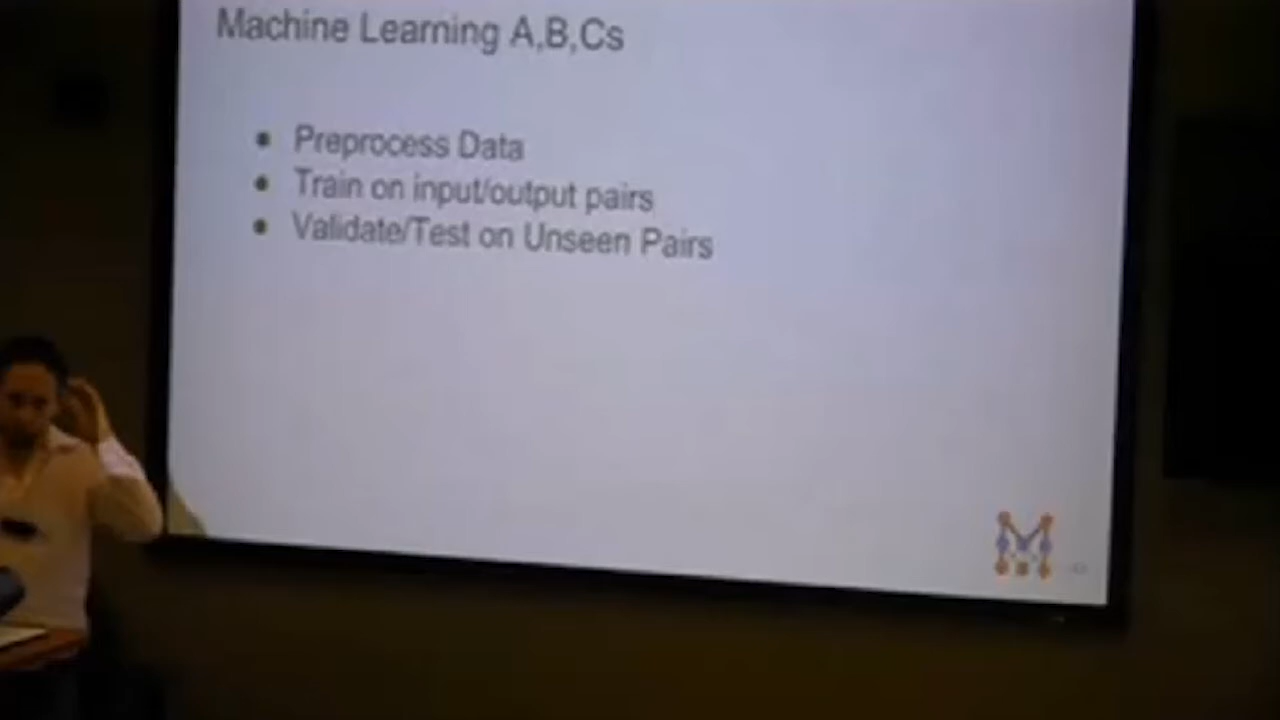 Machine Learning A,B,Cs
• Preprocess Data
• Train on input/output pairs
• Validate/Test on Unseen Pairs